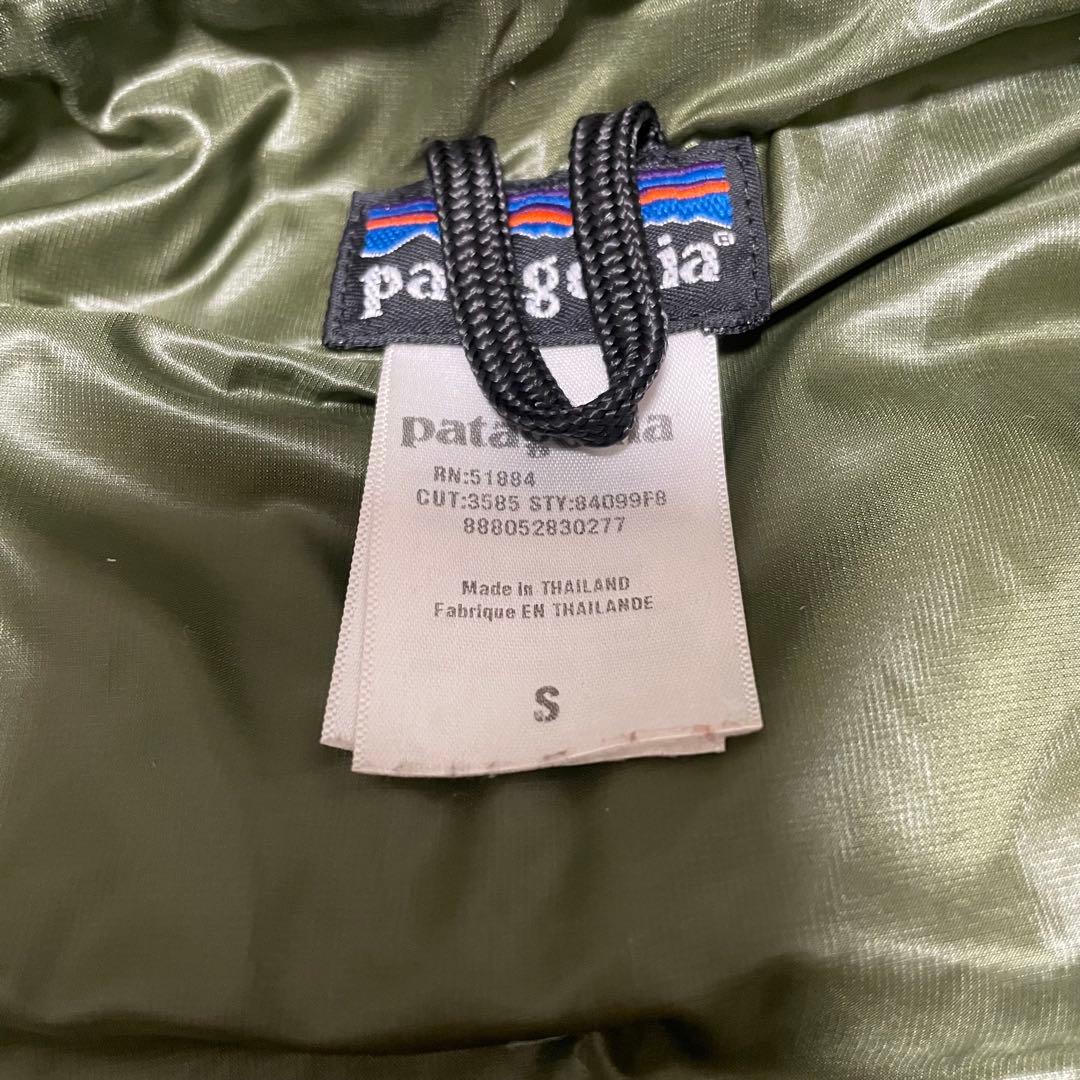 patagonia®
patagonia
RN:51884
CUT:3585 STY:84099F8
888052830277
Made in THAILAND
Fabrique EN THAILANDE
S